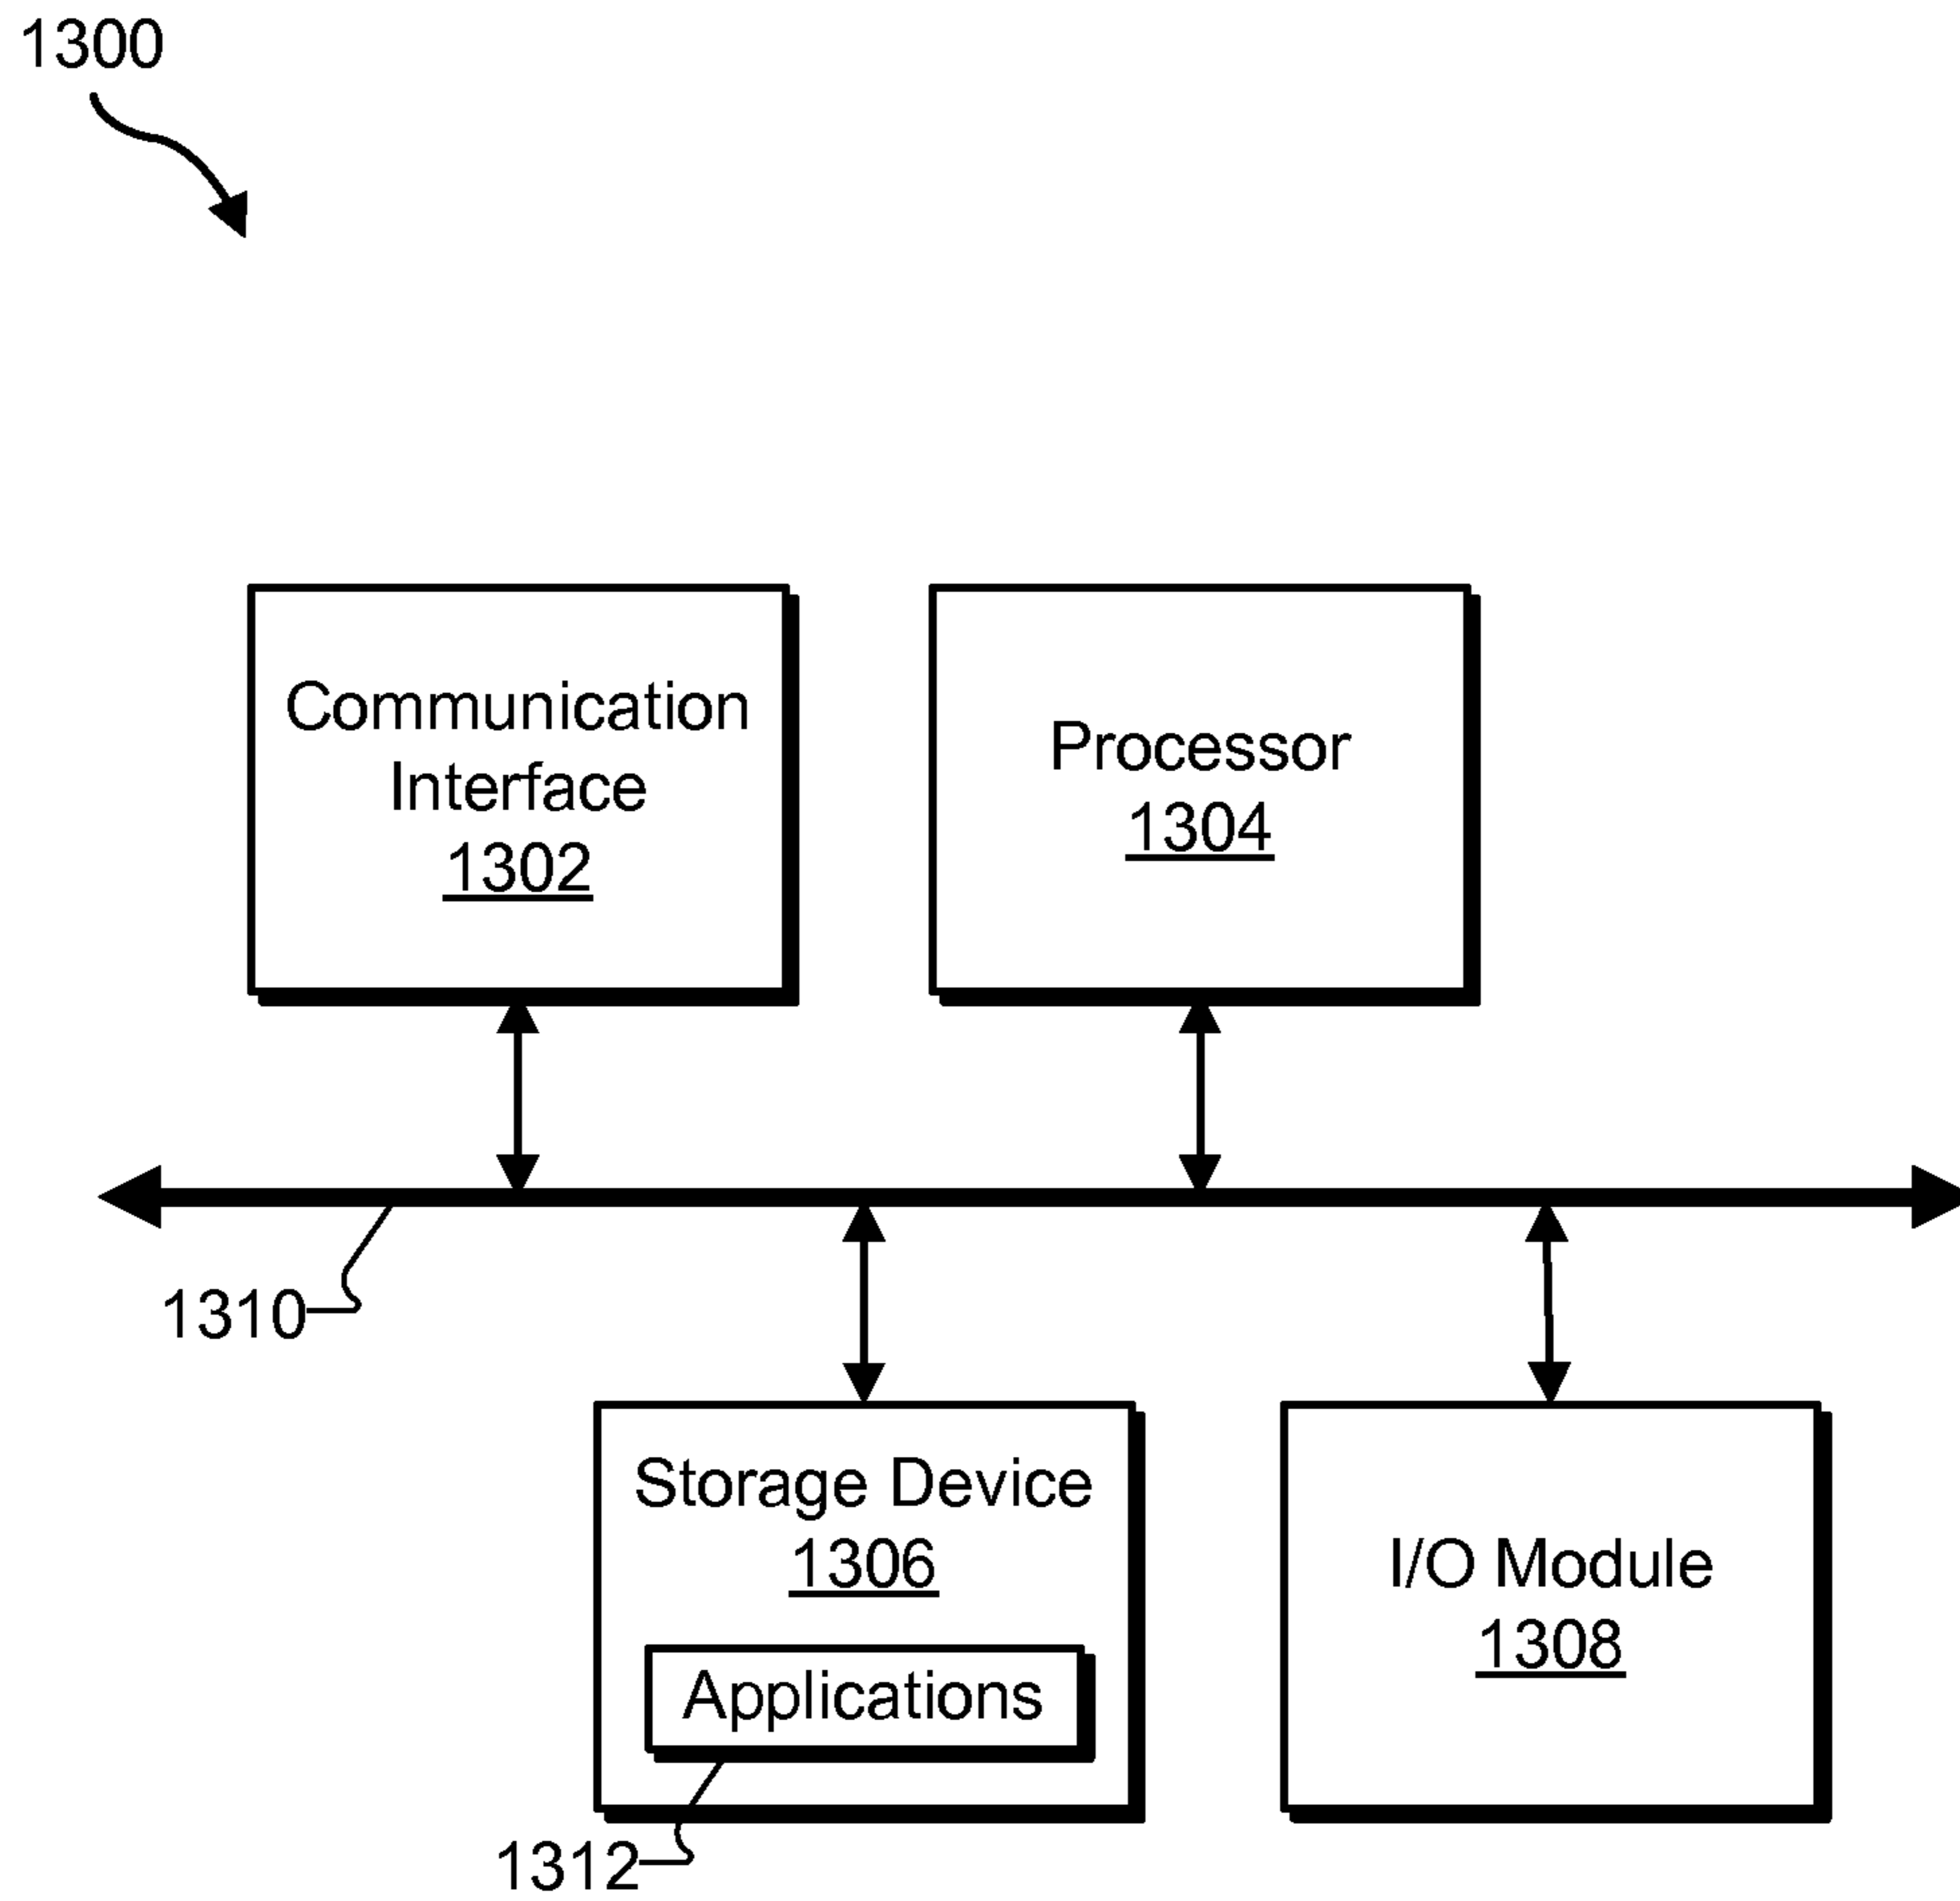 1300
Communication
Interface
1302
Processor
1304
1310
Storage Device
1306
Applications
1312
I/O Module
1308